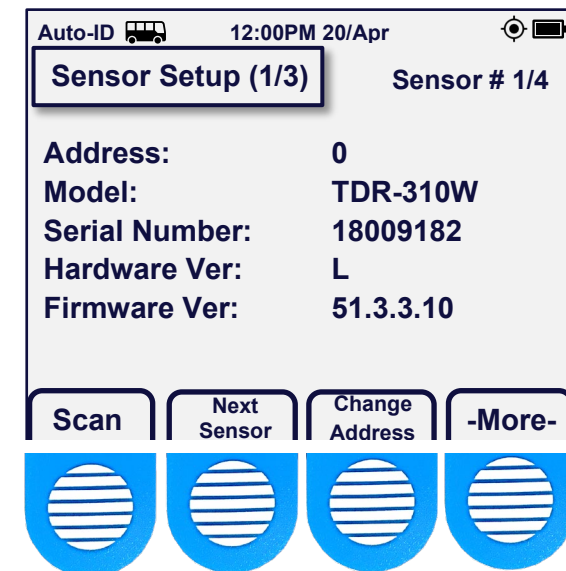 Auto-ID 12:00PM 20/Apr
Sensor Setup (1/3) Sensor # 1/4
Address: 0
Model: TDR-310W
Serial Number: 18009182
Hardware Ver: L
Firmware Ver: 51.3.3.10
Scan Next Sensor Change Address -More-